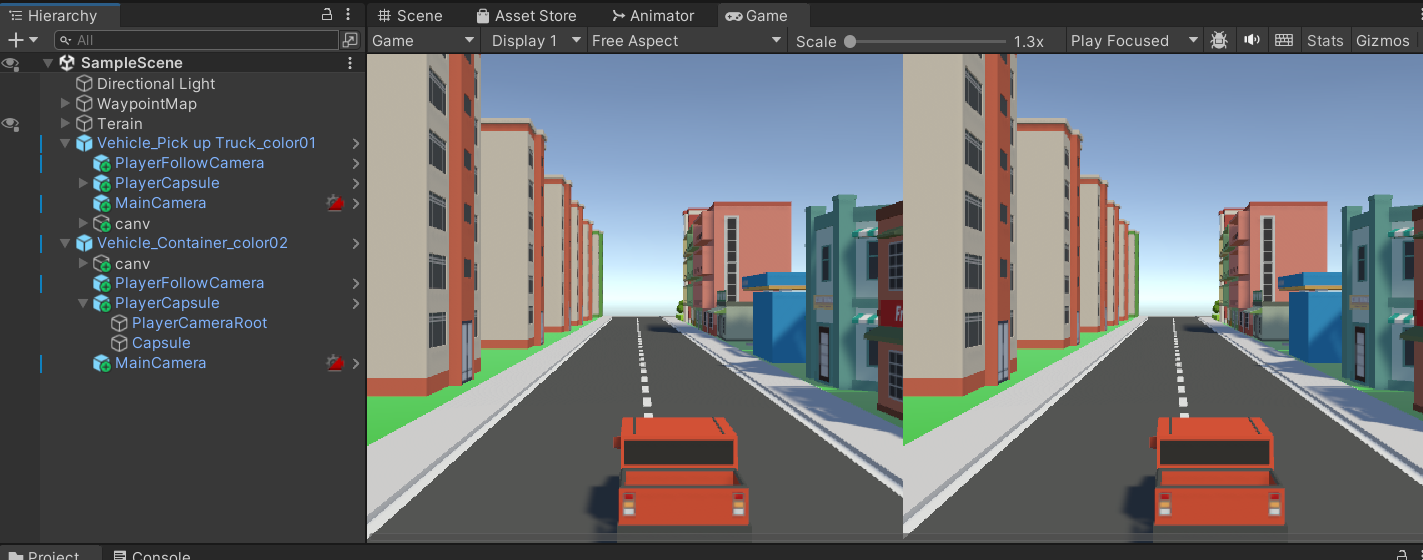 Hierarchy
Scene
Asset Store
Animator
Game
All
Game
Display 1
Free Aspect
Scale
1.3x
Play Focused
Stats
Gizmos
SampleScene
Directional Light
WaypointMap
Terain
Vehicle_Pick up Truck_color01
PlayerFollowCamera
PlayerCapsule
MainCamera
canv
Vehicle_Container_color02
canv
PlayerFollowCamera
PlayerCapsule
PlayerCameraRoot
Capsule
MainCamera
Project
Console